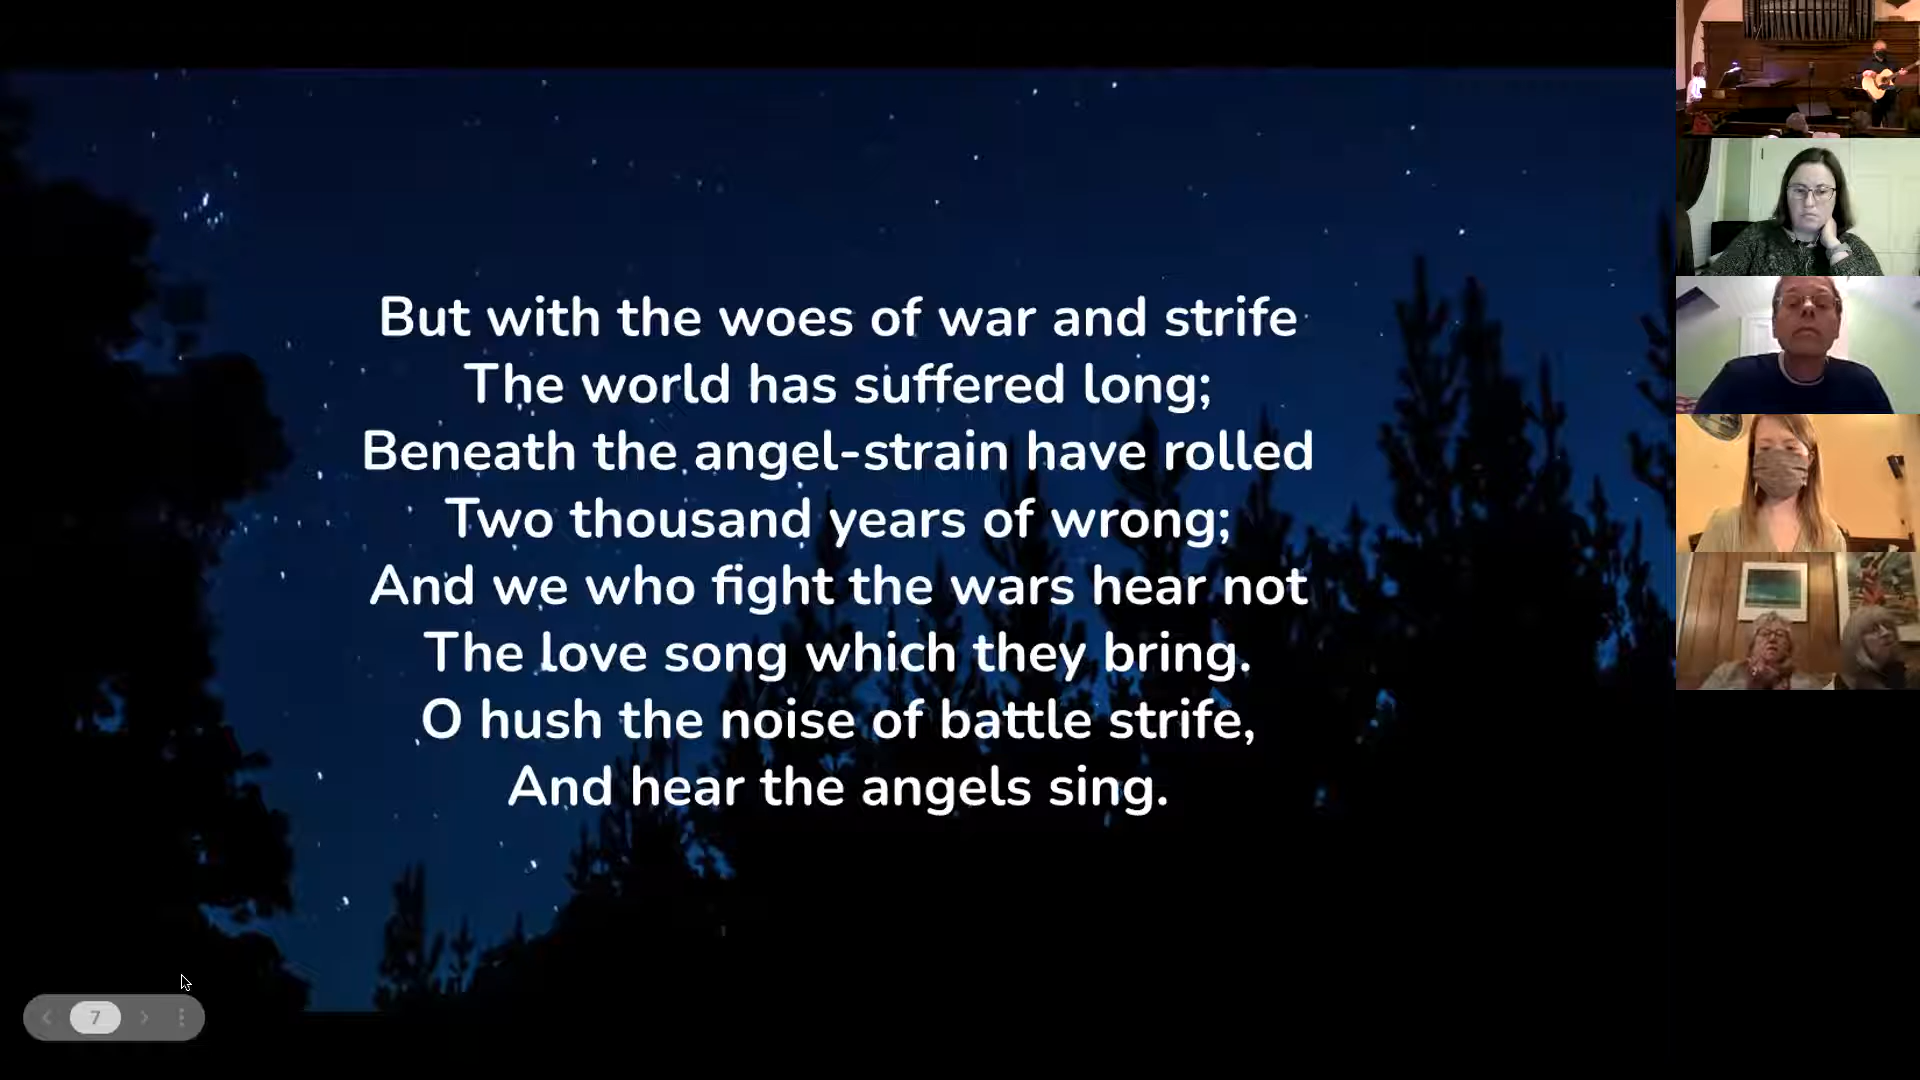 But with the woes of war and strife
The world has suffered long;
Beneath the angel-strain have rolled
Two thousand years of wrong;
And we who fight the wars hear not
The love song which they bring.
O hush the noise of battle strife,
And hear the angels sing.
7